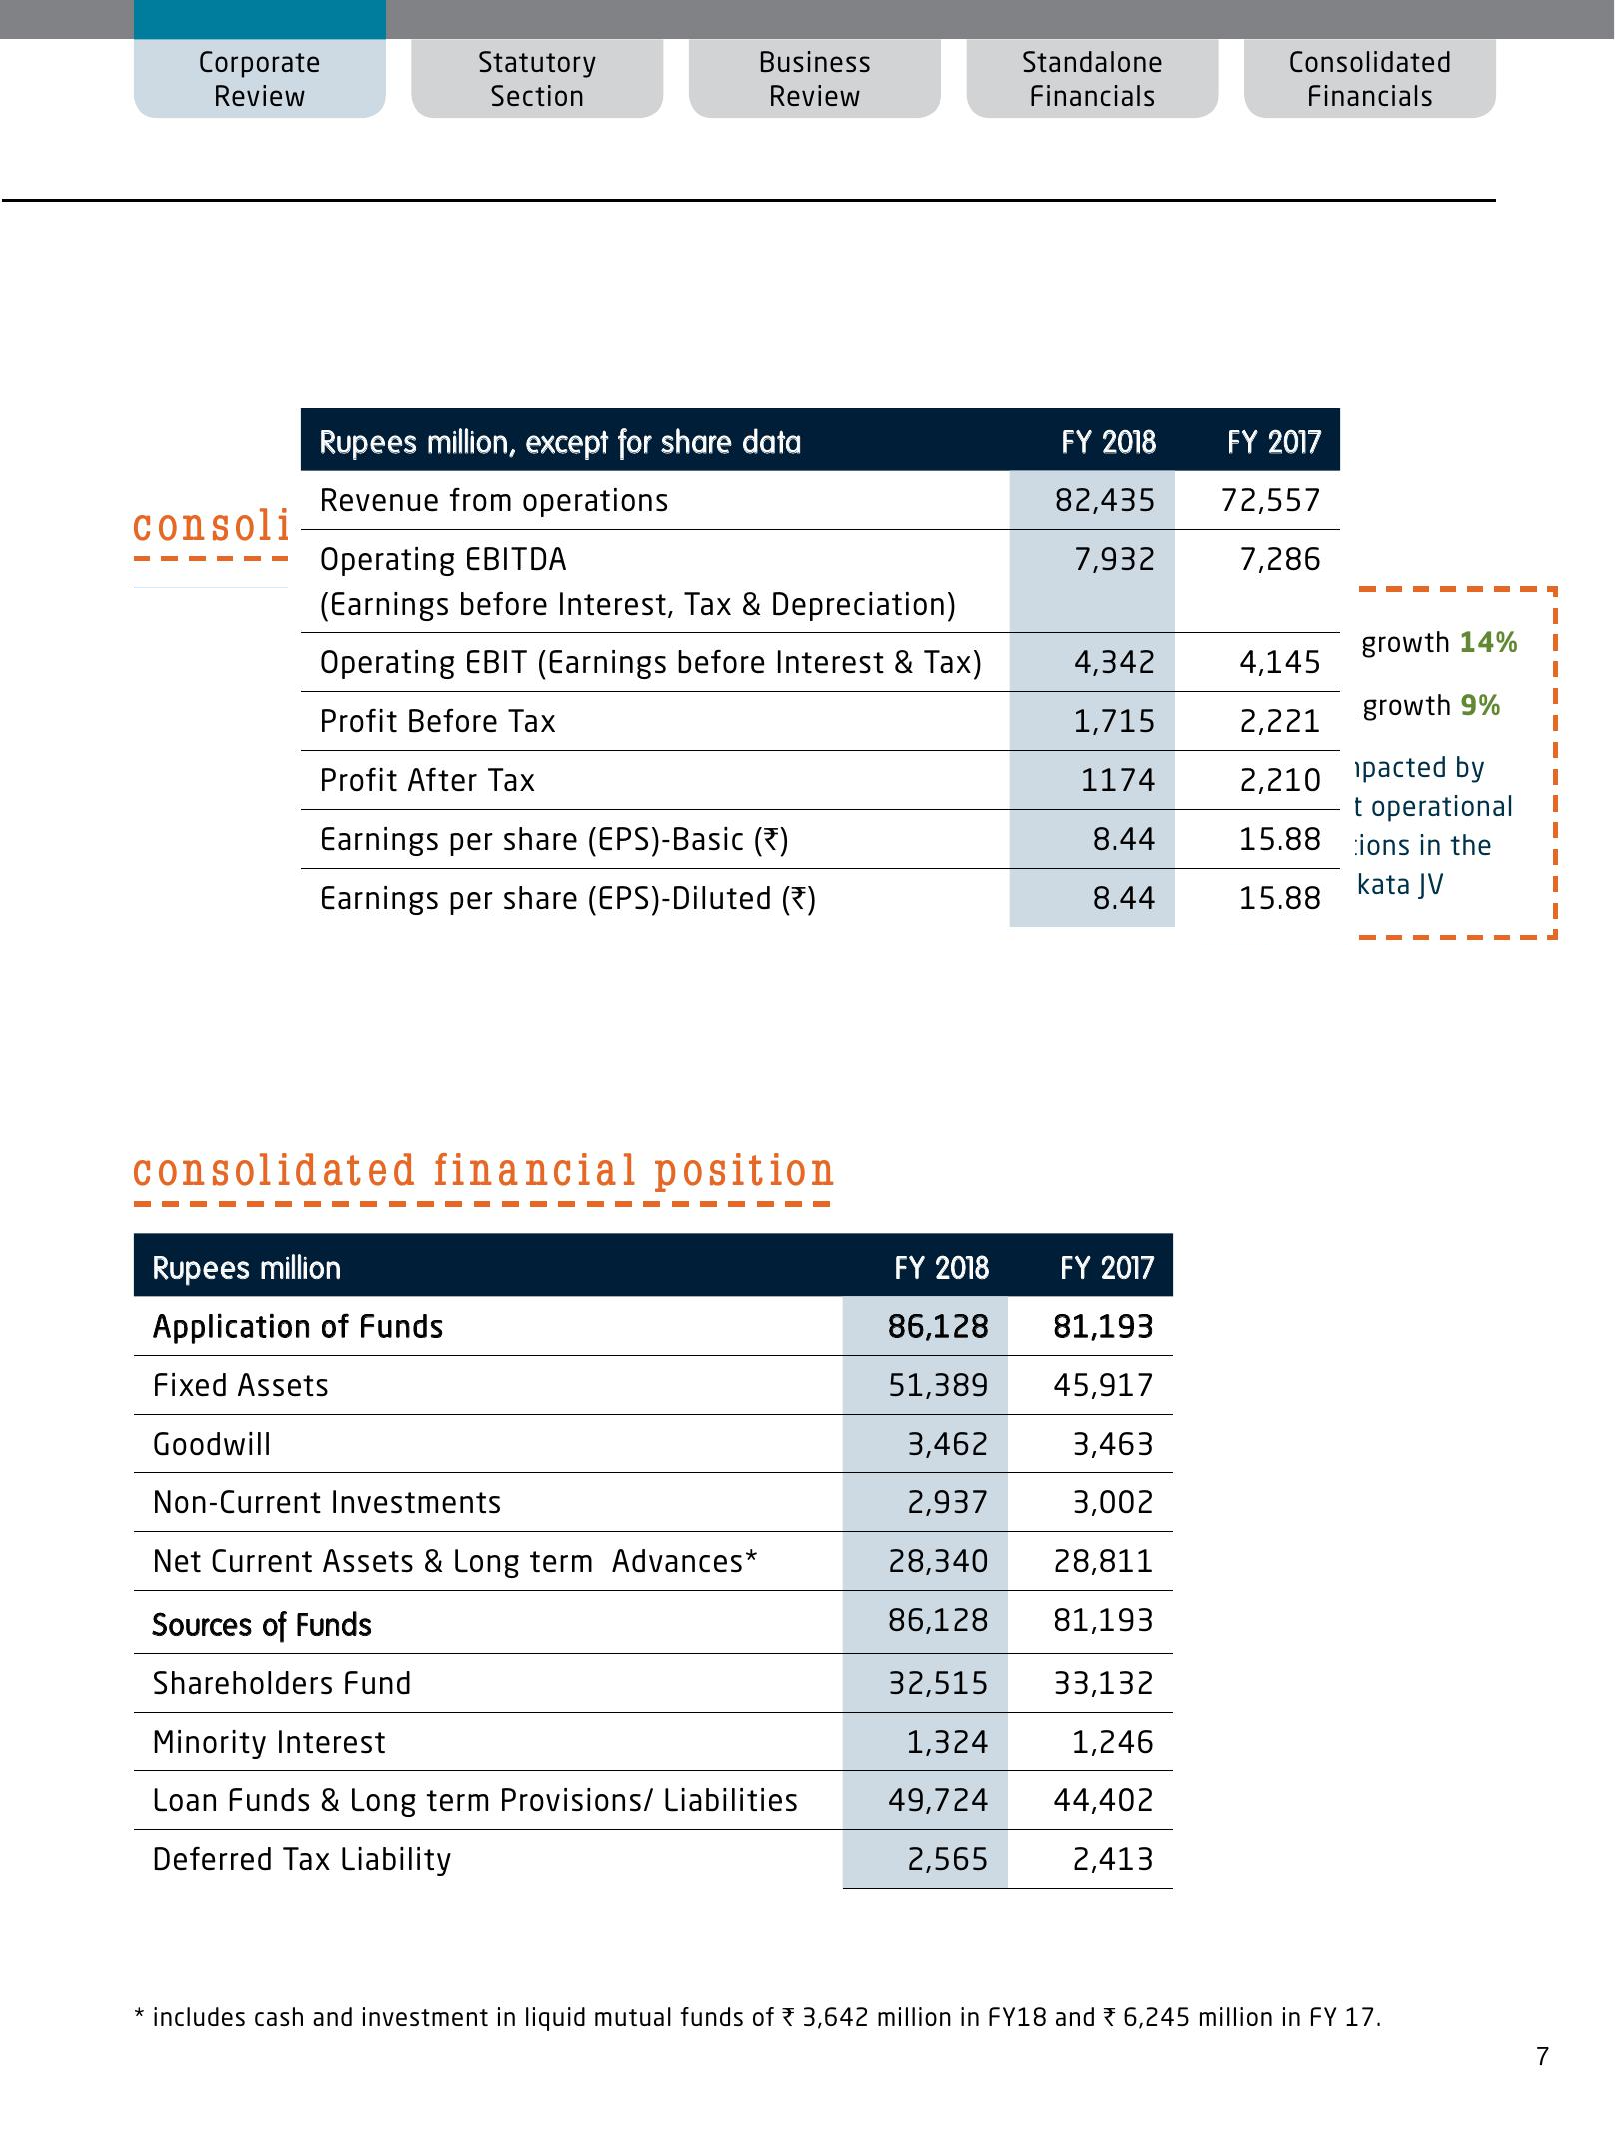 Corporate Review
Statutory Section
Business Review
Standalone Financials
Consolidated Financials
Rupees million, except for share data FY 2018 FY 2017
Revenue from operations 82,435 72,557
Operating EBITDA 7,932 7,286
(Earnings before Interest, Tax & Depreciation)
Operating EBIT (Earnings before Interest & Tax) 4,342 4,145
Profit Before Tax 1,715 2,221
Profit After Tax 1174 2,210
Earnings per share (EPS)-Basic (₹) 8.44 15.88
Earnings per share (EPS)-Diluted (₹) 8.44 15.88
growth 14%
growth 9%
by
operational
in the
JV
consolidated financial position
Rupees million FY 2018 FY 2017
Application of Funds 86,128 81,193
Fixed Assets 51,389 45,917
Goodwill 3,462 3,463
Non-Current Investments 2,937 3,002
Net Current Assets & Long term Advances* 28,340 28,811
Sources of Funds 86,128 81,193
Shareholders Fund 32,515 33,132
Minority Interest 1,324 1,246
Loan Funds & Long term Provisions/ Liabilities 49,724 44,402
Deferred Tax Liability 2,565 2,413
* includes cash and investment in liquid mutual funds of ₹ 3,642 million in FY18 and ₹ 6,245 million in FY 17.
7